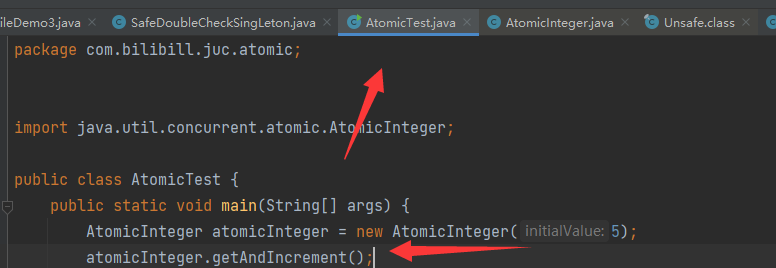 ileDemo3.java SafeDoubleCheckSingLeton.java AtomicTest.java AtomicInteger.java Unsafe.class
package com.bilibill.juc.atomic;
import java.util.concurrent.atomic.AtomicInteger;
public class AtomicTest {
public static void main(String[] args) {
AtomicInteger atomicInteger = new AtomicInteger( initialValue: 5);
atomicInteger.getAndIncrement();